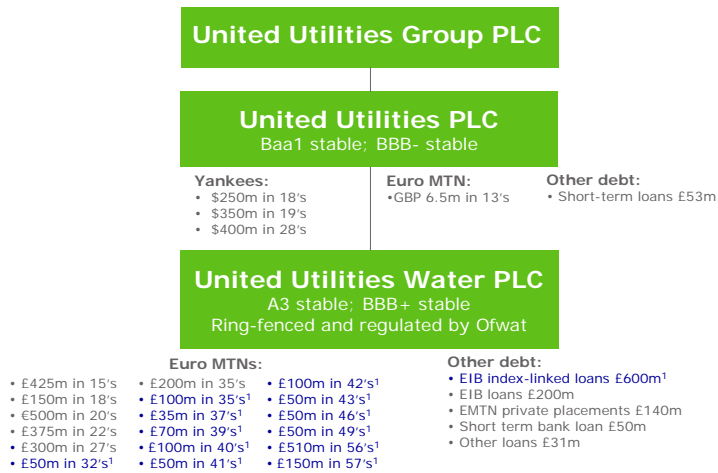 United Utilities Group PLC
United Utilities PLC
Baa1 stable; BBB- stable
Yankees:
• $250m in 18's
• $350m in 19's
• $400m in 28's
Euro MTN:
•GBP 6.5m in 13's
Other debt:
• Short-term loans £53m
United Utilities Water PLC
A3 stable; BBB+ stable
Ring-fenced and regulated by Ofwat
Euro MTNs:
• £425m in 15's
• £150m in 18's
• €500m in 20's
• £375m in 22's
• £300m in 27's
• £50m in 32's¹
• £200m in 35's
• £100m in 35's¹
• £35m in 37's¹
• £70m in 39's¹
• £100m in 40's¹
• £50m in 41's¹
• £100m in 42's¹
• £50m in 43's¹
• £50m in 46's¹
• £50m in 49's¹
• £510m in 56's¹
• £150m in 57's¹
Other debt:
• EIB index-linked loans £600m¹
• EIB loans £200m
• EMTN private placements £140m
• Short term bank loan £50m
• Other loans £31m